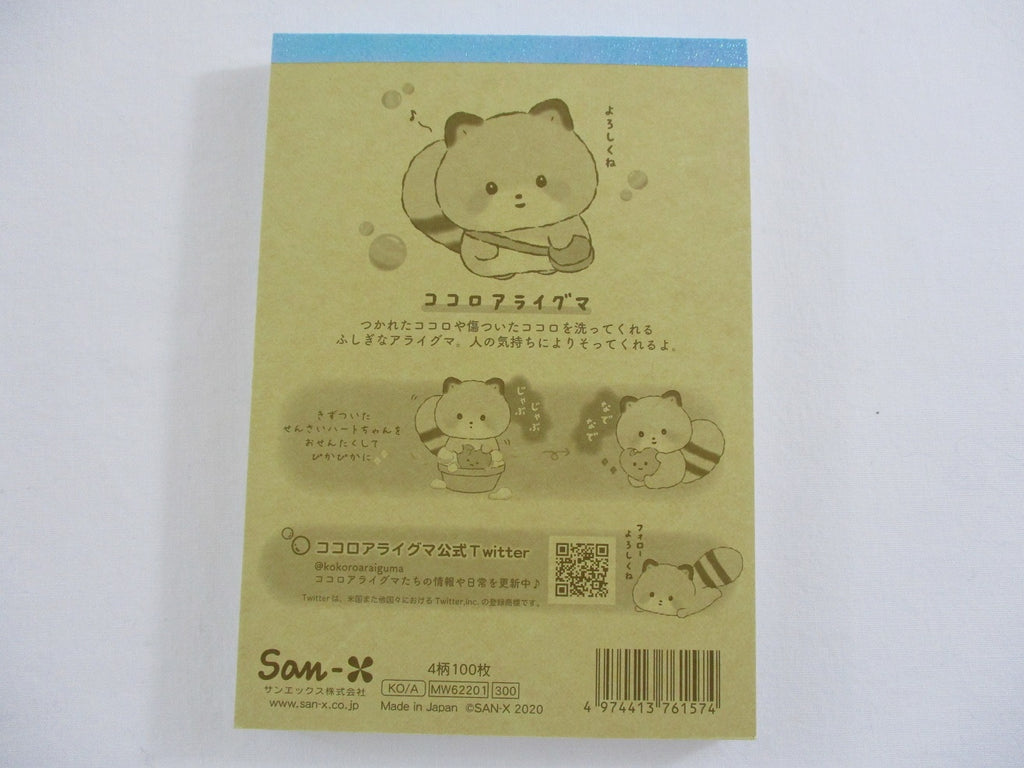 ♪
よろしくね
ココロアライグマ
つかれたココロや傷ついたココロを洗ってくれる
ふしぎなアライグマ。人の気持ちによりそってくれるよ。
きずついた
せんさいハートちゃんを
おせんたくして
ぴかぴかに
じゃぶ
じゃぶ
なで
なで
ココロアライグマ公式Twitter
@kokoroaraiguma
ココロアライグマたちの情報や日常を更新中♪
Twitterは、米国また他国々におけるTwitter,inc.の登録商標です。
フォロー
よろしくね
San-X
サンエックス株式会社
www.san-x.co.jp
4柄100枚
KO/A MW62201 300
Made in Japan ©SAN-X 2020
4 974413 761574